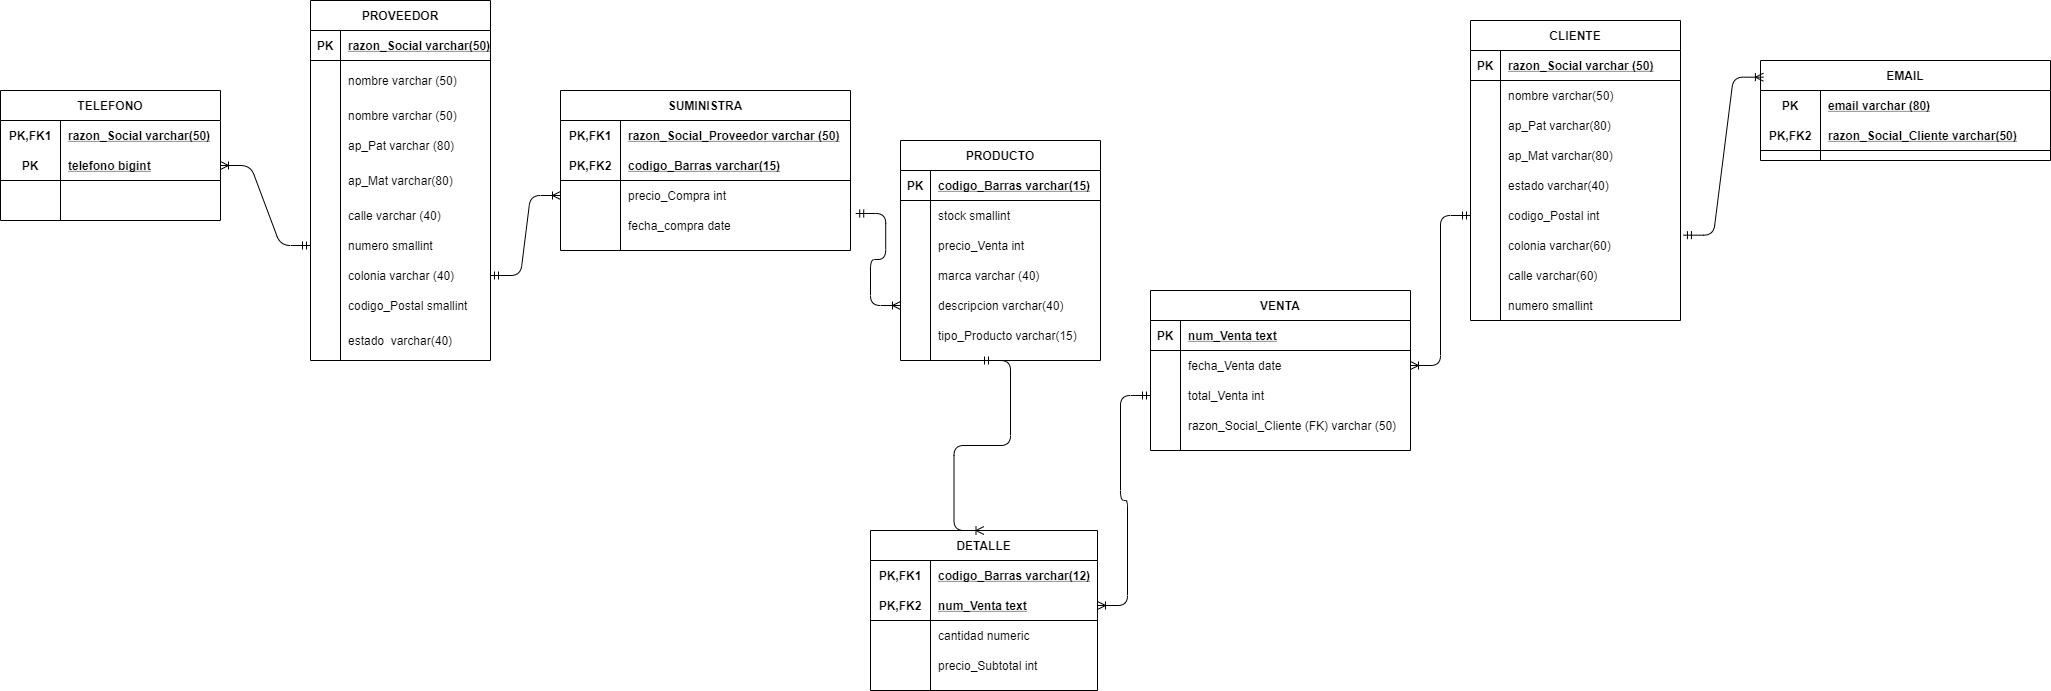 PROVEEDOR
PK razon_Social varchar(50)
nombre varchar (50)
nombre varchar (50)
ap_Pat varchar (80)
ap_Mat varchar(80)
calle varchar (40)
numero smallint
colonia varchar (40)
codigo_Postal smallint
estado  varchar(40)
TELEFONO
PK,FK1 razon_Social varchar(50)
PK telefono bigint
SUMINISTRA
PK,FK1 razon_Social_Proveedor varchar (50)
PK,FK2 codigo_Barras varchar(15)
precio_Compra int
fecha_compra date
PRODUCTO
PK codigo_Barras varchar(15)
stock smallint
precio_Venta int
marca varchar (40)
descripcion varchar(40)
tipo_Producto varchar(15)
CLIENTE
PK razon_Social varchar (50)
nombre varchar(50)
ap_Pat varchar(80)
ap_Mat varchar(80)
estado varchar(40)
codigo_Postal int
colonia varchar(60)
calle varchar(60)
numero smallint
EMAIL
PK email varchar (80)
PK,FK2 razon_Social_Cliente varchar(50)
VENTA
PK num_Venta text
fecha_Venta date
total_Venta int
razon_Social_Cliente (FK) varchar (50)
DETALLE
PK,FK1 codigo_Barras varchar(12)
PK,FK2 num_Venta text
cantidad numeric
precio_Subtotal int